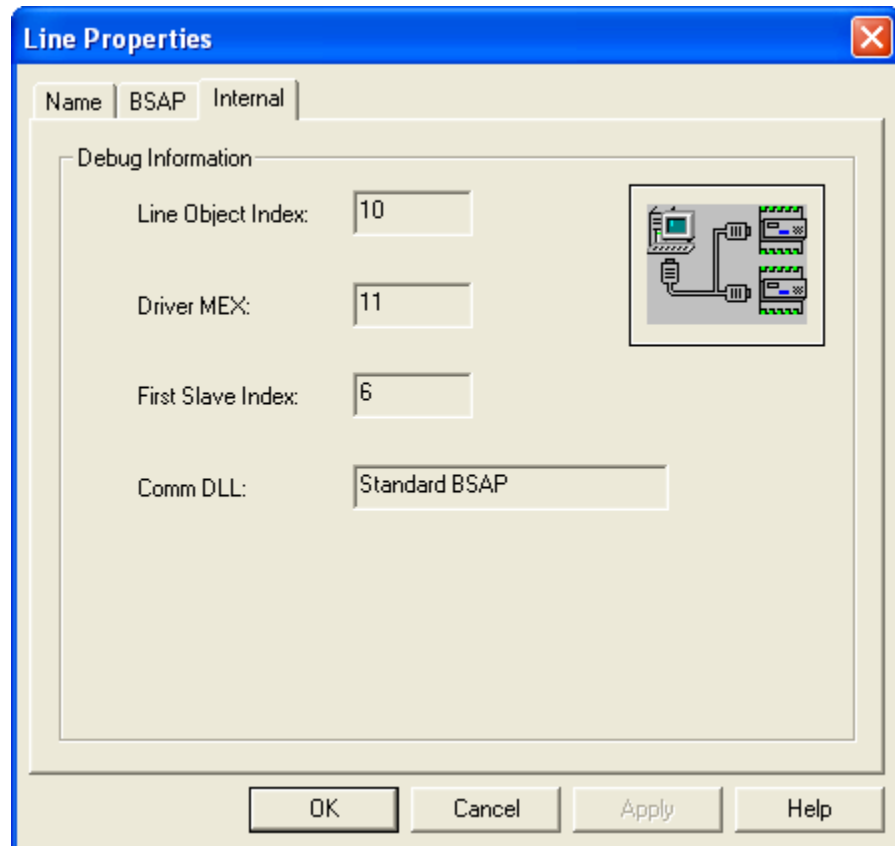 Line Properties
Name BSAP Internal
Debug Information
Line Object Index: 10
Driver MEX: 11
First Slave Index: 6
Comm DLL: Standard BSAP
OK Cancel Apply Help